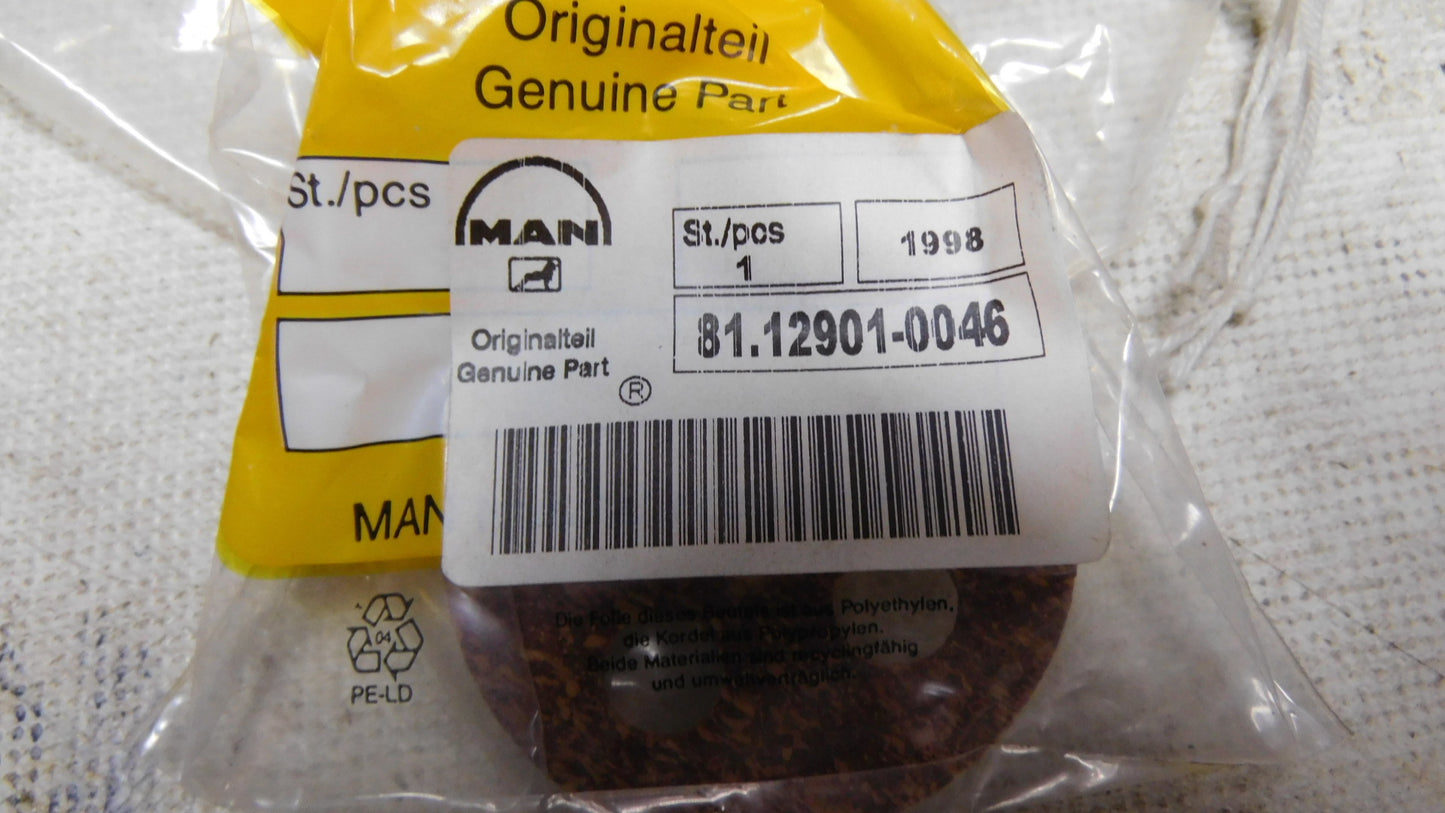 Originalteil
Genuine Part
St./pcs
MAN
St./pcs
1
1998
81.12901-0046
Originalteil
Genuine Part
®
MAN
04
PE-LD
Die Folie dieses Beutels ist aus Polyethylen,
die Kordel aus Polypropylen.
Beide Materialien sind recyclingfähig
und umweltverträglich.